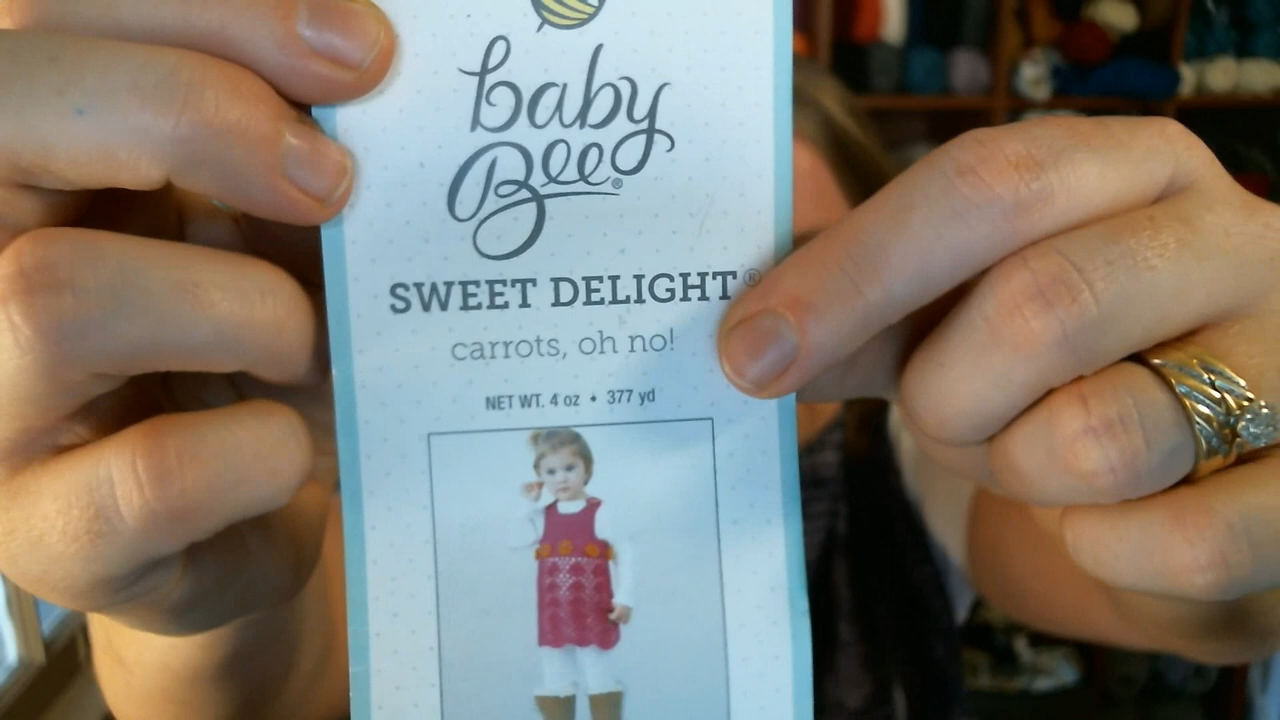 baby
Bee®
SWEET DELIGHT®
carrots, oh no!
NET WT. 4 oz • 377 yd